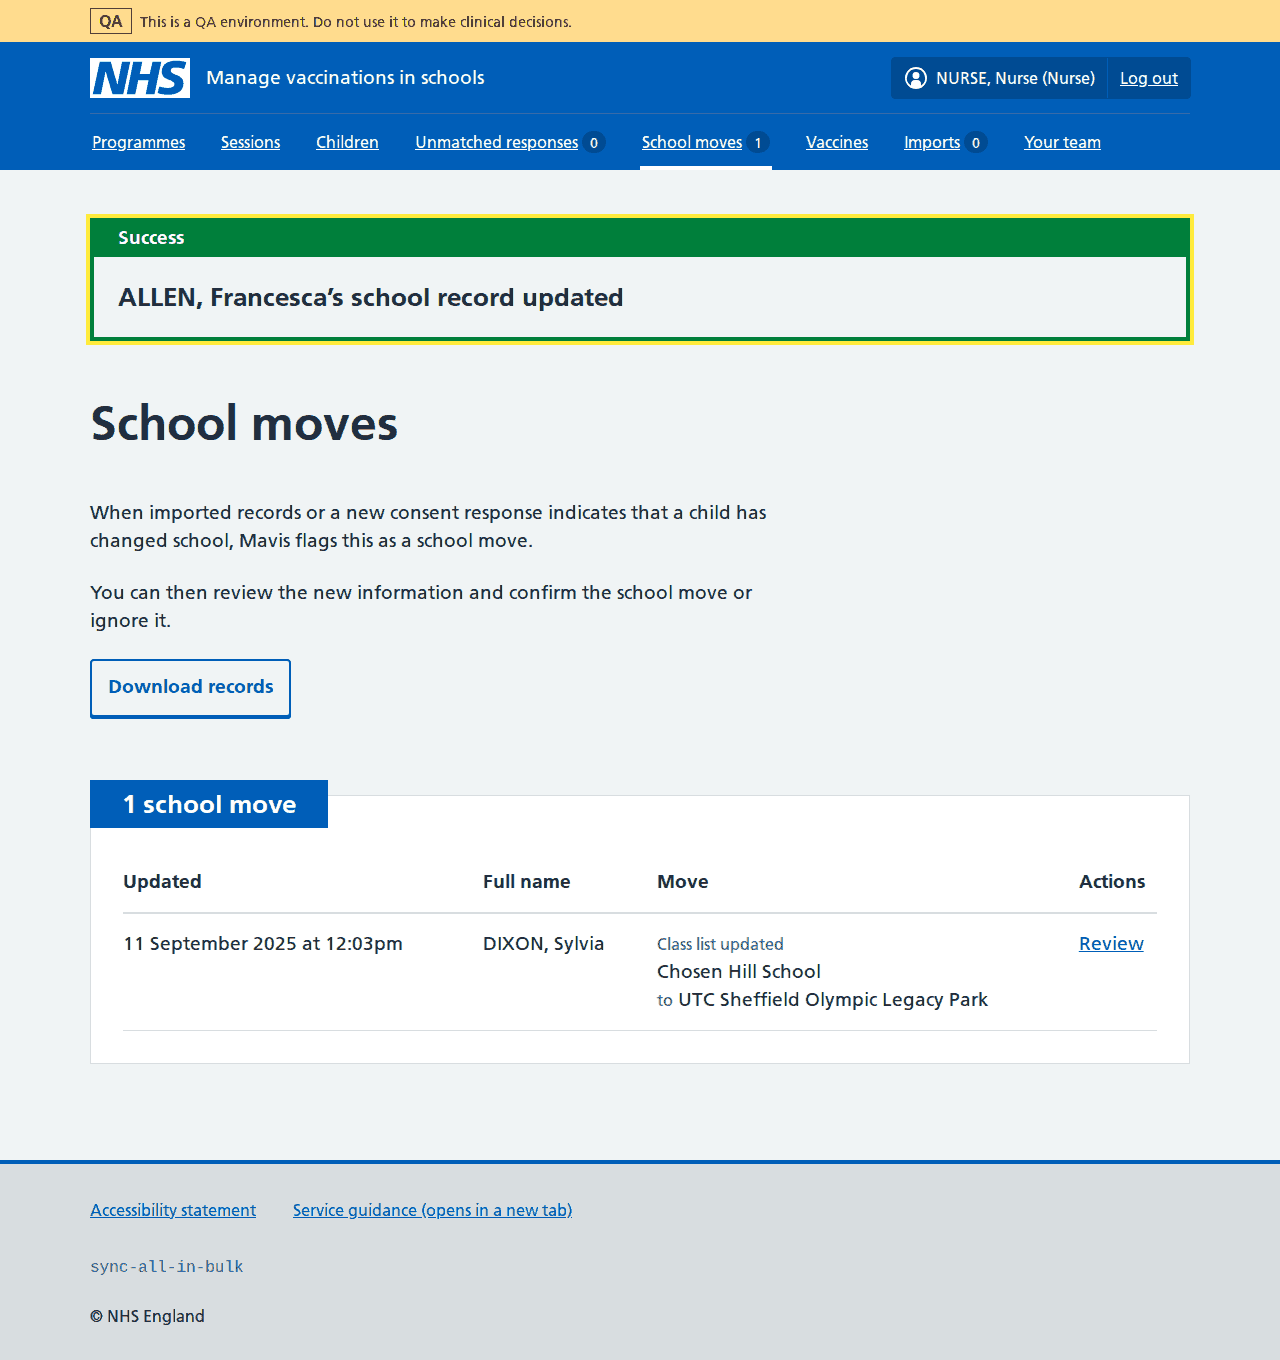 QA This is a QA environment. Do not use it to make clinical decisions.
NHS Manage vaccinations in schools NURSE, Nurse (Nurse) Log out
Programmes Sessions Children Unmatched responses 0 School moves 1 Vaccines Imports 0 Your team
Success
ALLEN, Francesca’s school record updated
School moves
When imported records or a new consent response indicates that a child has
changed school, Mavis flags this as a school move.
You can then review the new information and confirm the school move or
ignore it.
Download records
1 school move
Updated Full name Move Actions
11 September 2025 at 12:03pm DIXON, Sylvia Class list updated Review
Chosen Hill School
to UTC Sheffield Olympic Legacy Park
Accessibility statement Service guidance (opens in a new tab)
sync-all-in-bulk
© NHS England